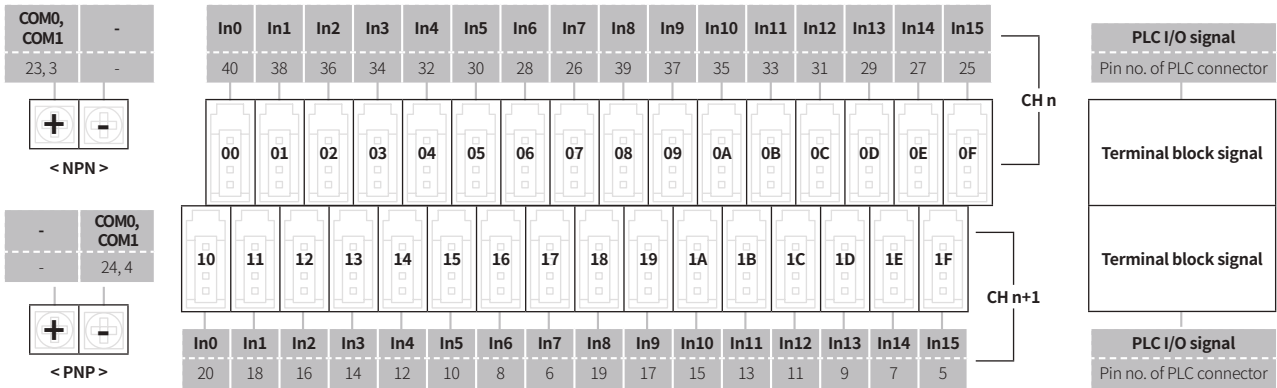 COM0,
COM1 -
23, 3 -
+ -
< NPN >
In0 In1 In2 In3 In4 In5 In6 In7 In8 In9 In10 In11 In12 In13 In14 In15
40 38 36 34 32 30 28 26 39 37 35 33 31 29 27 25
CH n
00 01 02 03 04 05 06 07 08 09 0A 0B 0C 0D 0E 0F
PLC I/O signal
Pin no. of PLC connector
Terminal block signal
- COM0,
COM1
- 24, 4
+ -
< PNP >
10 11 12 13 14 15 16 17 18 19 1A 1B 1C 1D 1E 1F
CH n+1
In0 In1 In2 In3 In4 In5 In6 In7 In8 In9 In10 In11 In12 In13 In14 In15
20 18 16 14 12 10 8 6 19 17 15 13 11 9 7 5
Terminal block signal
PLC I/O signal
Pin no. of PLC connector